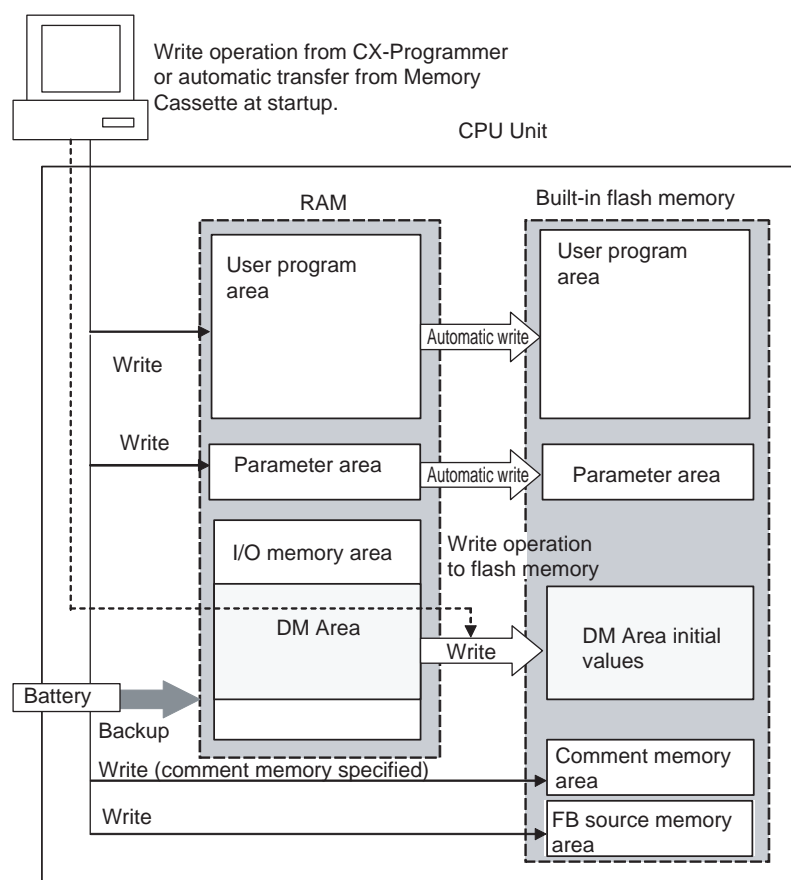 Write operation from CX-Programmer
or automatic transfer from Memory
Cassette at startup.
CPU Unit
RAM
Built-in flash memory
User program
area
User program
area
Automatic write
Write
Write
Parameter area
Automatic write
Parameter area
I/O memory area
Write operation
to flash memory
DM Area
Write
DM Area initial
values
Battery
Backup
Write (comment memory specified)
Comment memory
area
Write
FB source memory
area